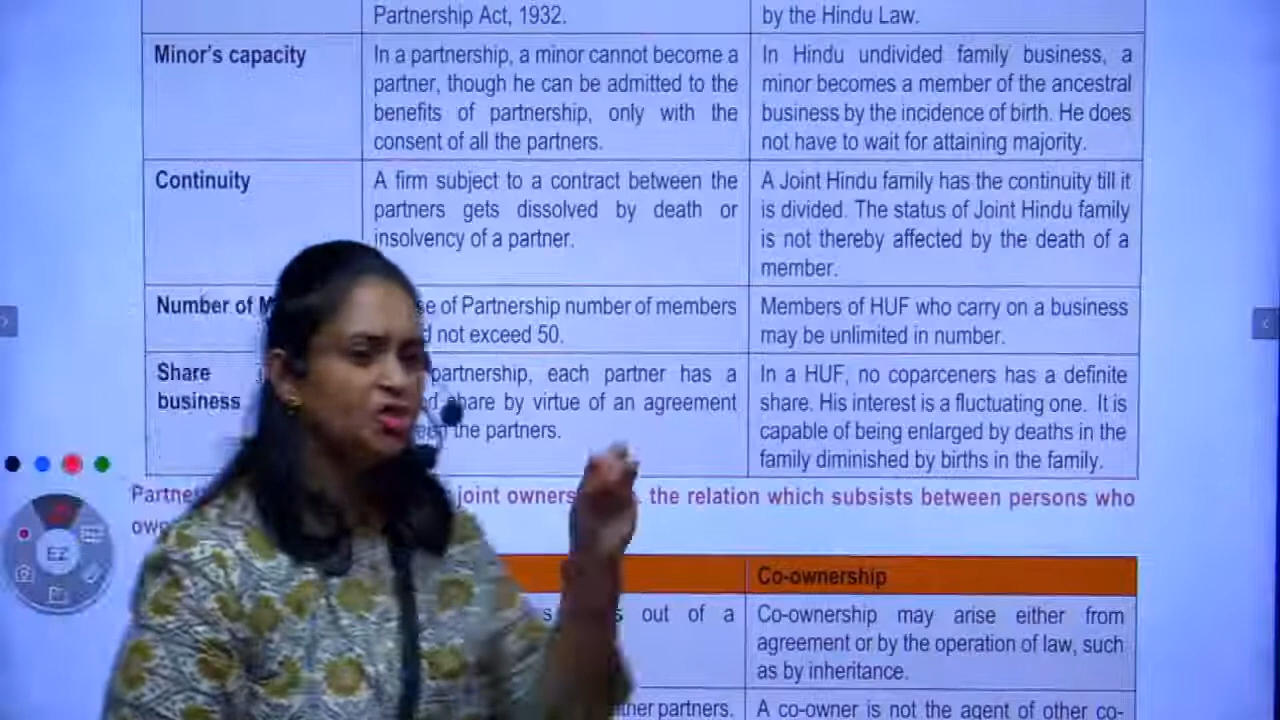 Partnership Act, 1932.
by the Hindu Law.
Minor's capacity
In a partnership, a minor cannot become a
partner, though he can be admitted to the
benefits of partnership, only with the
consent of all the partners.
In Hindu undivided family business, a
minor becomes a member of the ancestral
business by the incidence of birth. He does
not have to wait for attaining majority.
Continuity
A firm subject to a contract between the
partners gets dissolved by death or
insolvency of a partner.
A Joint Hindu family has the continuity till it
is divided. The status of Joint Hindu family
is not thereby affected by the death of a
member.
Number of
of Partnership number of members
not exceed 50.
Members of HUF who carry on a business
may be unlimited in number.
Share
business
partnership, each partner has a
share by virtue of an agreement
the partners.
In a HUF, no coparceners has a definite
share. His interest is a fluctuating one. It is
capable of being enlarged by deaths in the
family diminished by births in the family.
joint the relation which subsists between persons who
Co-ownership
out of a
Co-ownership may arise either from
agreement or by the operation of law, such
as by inheritance.
partners.
A co-owner is not the agent of other co-
EZ